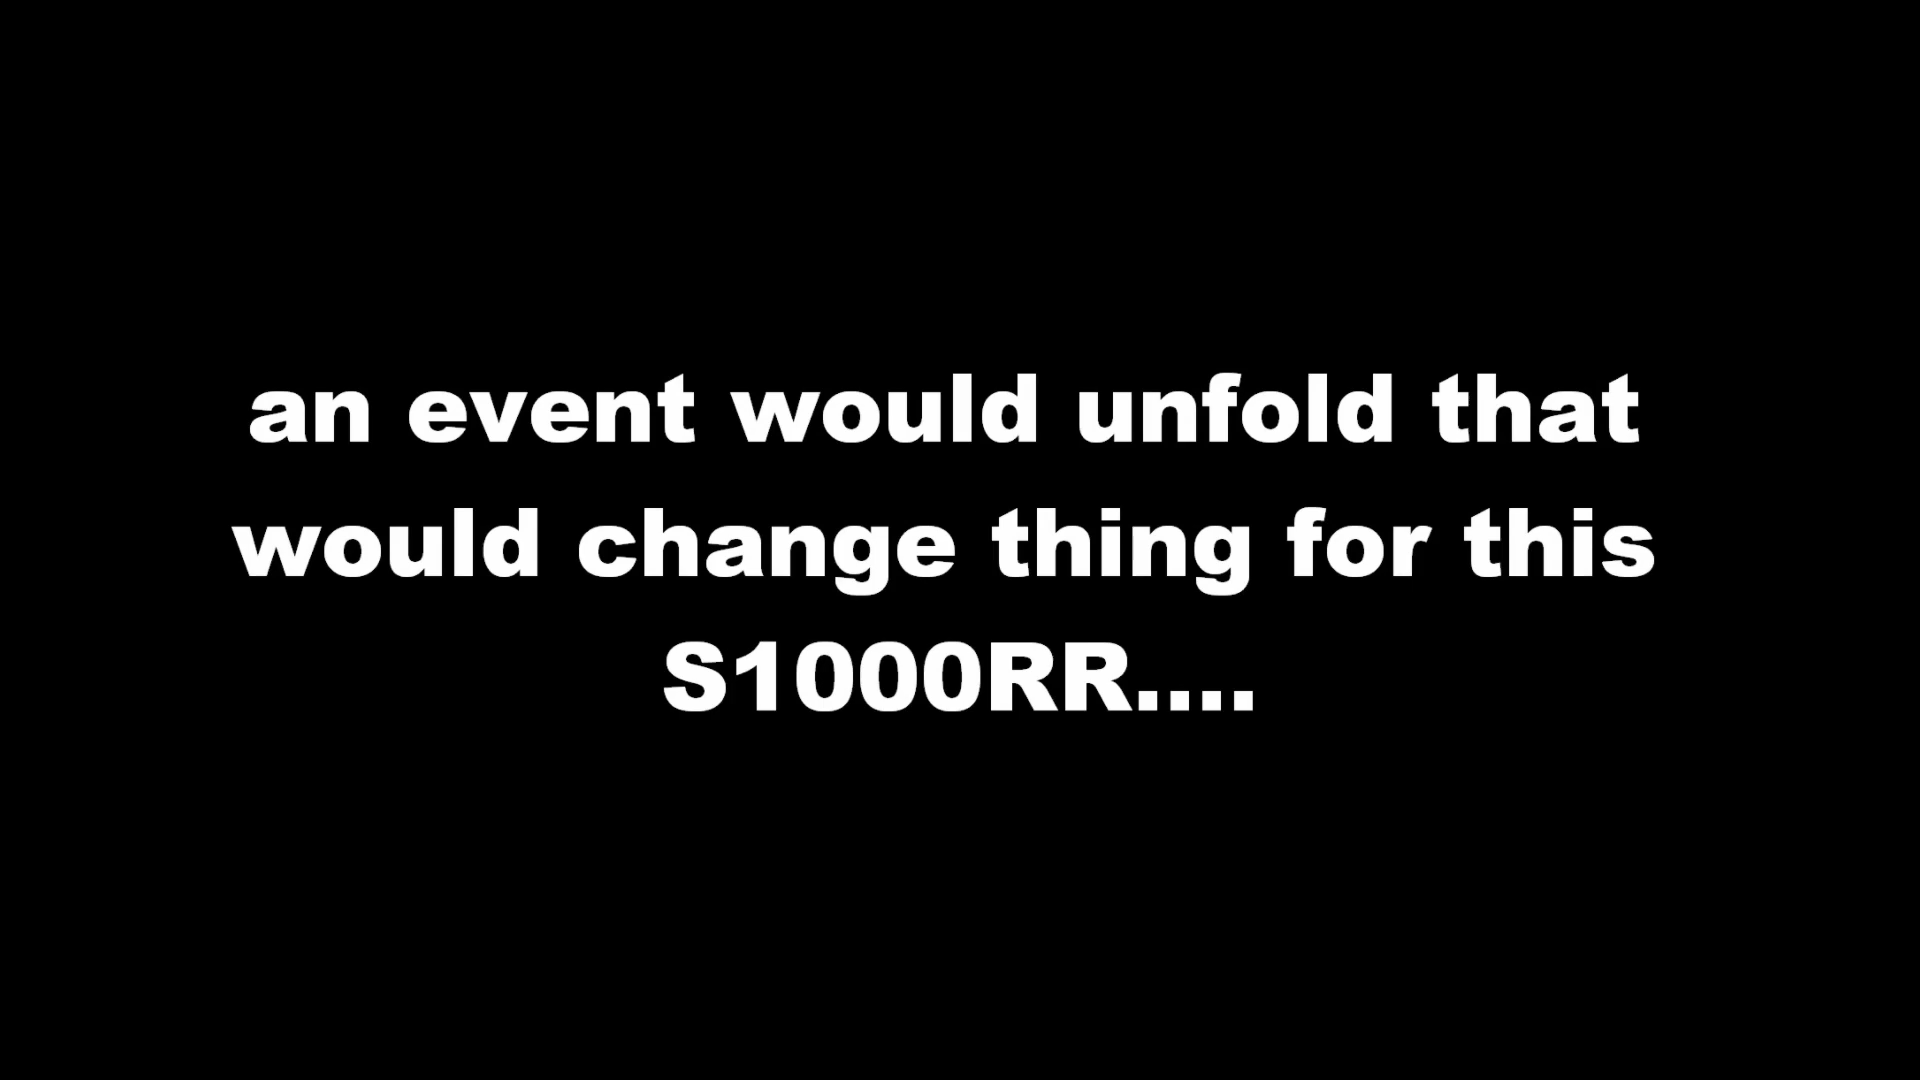 an event would unfold that
would change thing for this
S1000RR....